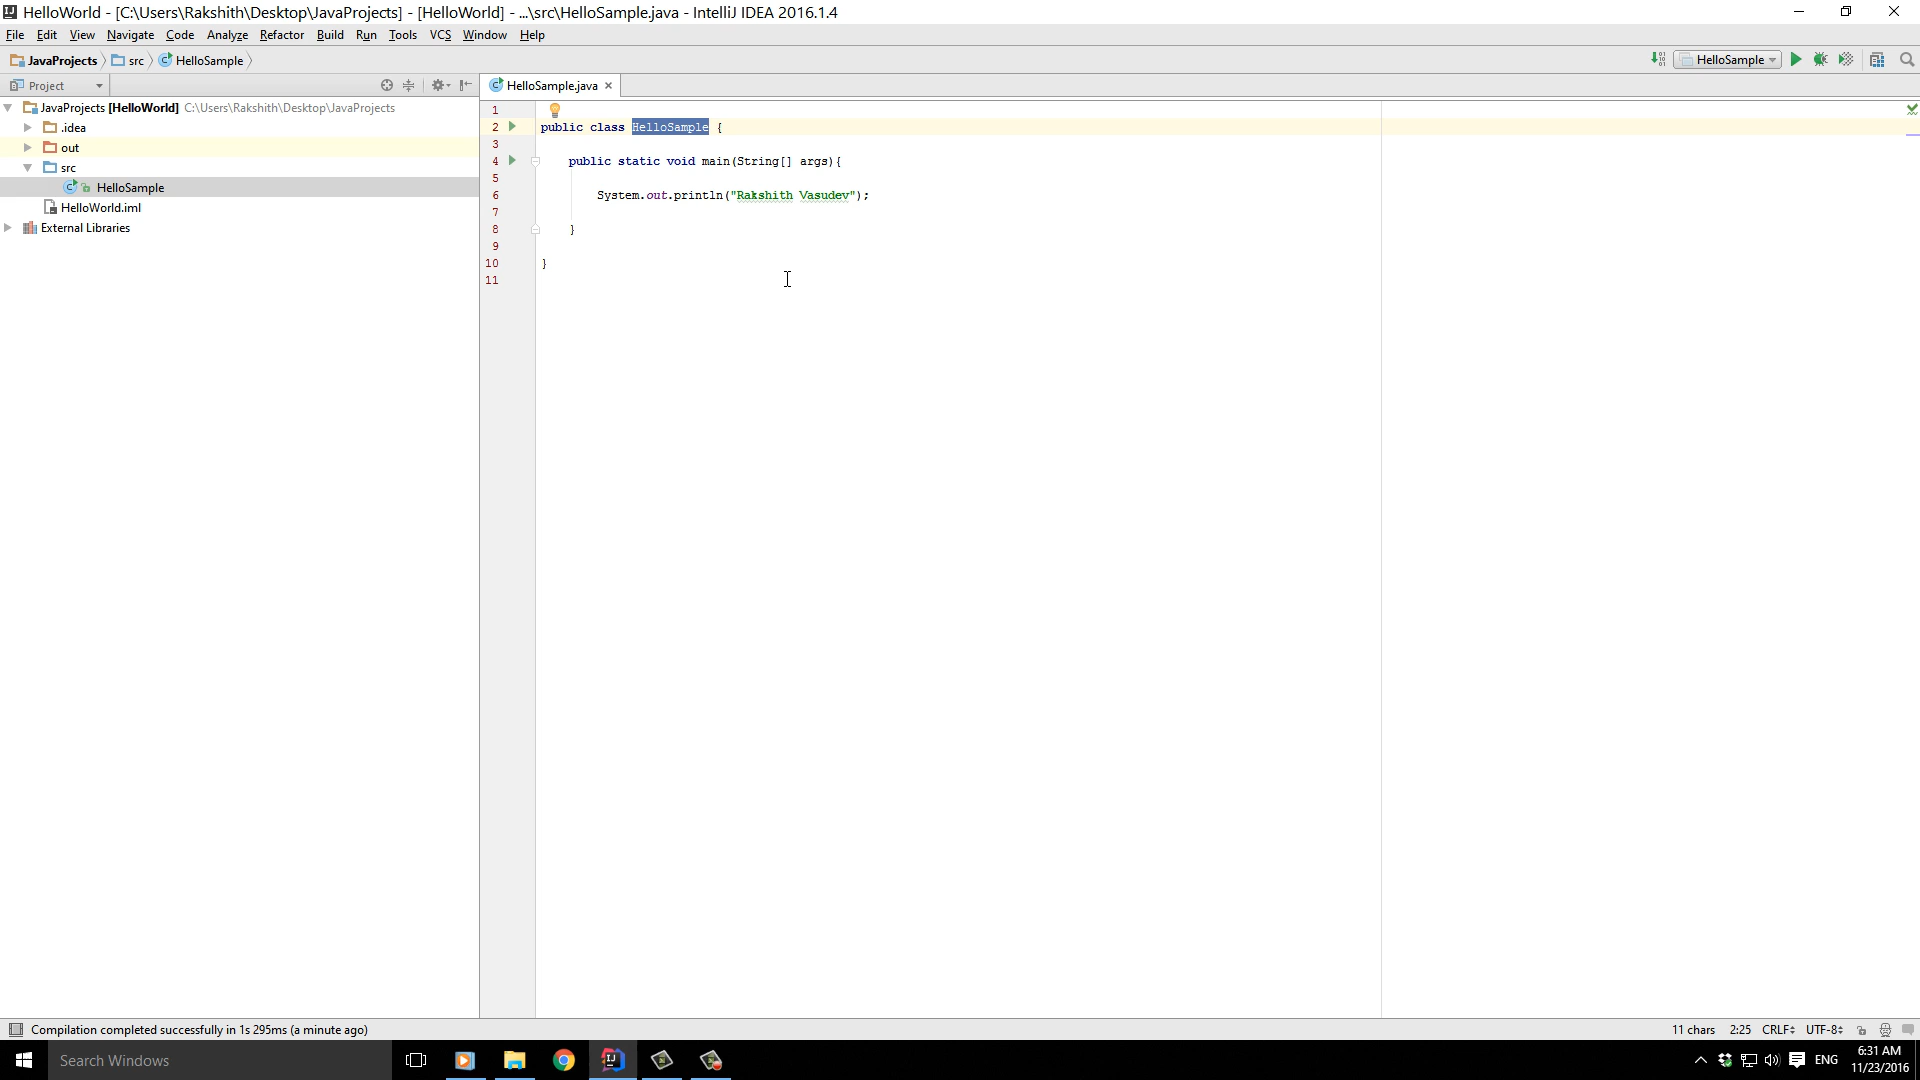 HelloWorld - [C:\Users\Rakshith\Desktop\JavaProjects] - [HelloWorld] - ...\src\HelloSample.java - IntelliJ IDEA 2016.1.4
File Edit View Navigate Code Analyze Refactor Build Run Tools VCS Window Help
JavaProjects src HelloSample
HelloSample
Project
HelloSample.java
JavaProjects [HelloWorld] C:\Users\Rakshith\Desktop\JavaProjects
.idea
out
src
HelloSample
HelloWorld.iml
External Libraries
1
2 public class HelloSample {
3
4 public static void main(String[] args){
5
6 System.out.println("Rakshith Vasudev");
7
8 }
9
10 }
11
Compilation completed successfully in 1s 295ms (a minute ago)
11 chars 2:25 CRLF UTF-8
Search Windows
ENG
6:31 AM
11/23/2016